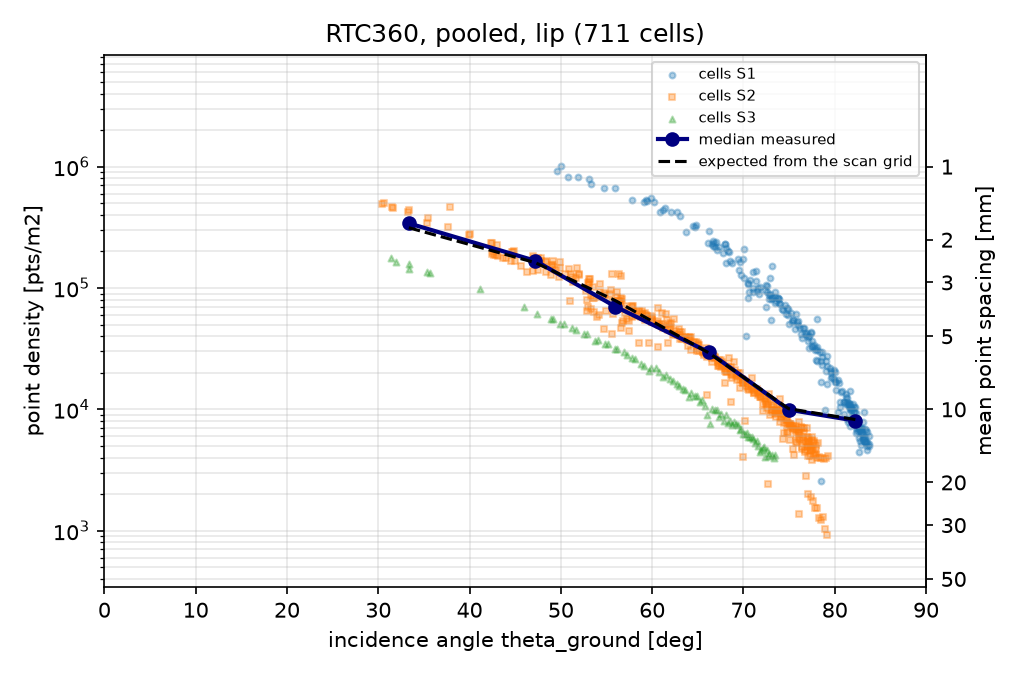 RTC360, pooled, lip (711 cells)
cells S1
cells S2
cells S3
median measured
expected from the scan grid
point density [pts/m2]
10^6
10^5
10^4
10^3
mean point spacing [mm]
1
2
3
5
10
20
30
50
0 10 20 30 40 50 60 70 80 90
incidence angle theta_ground [deg]